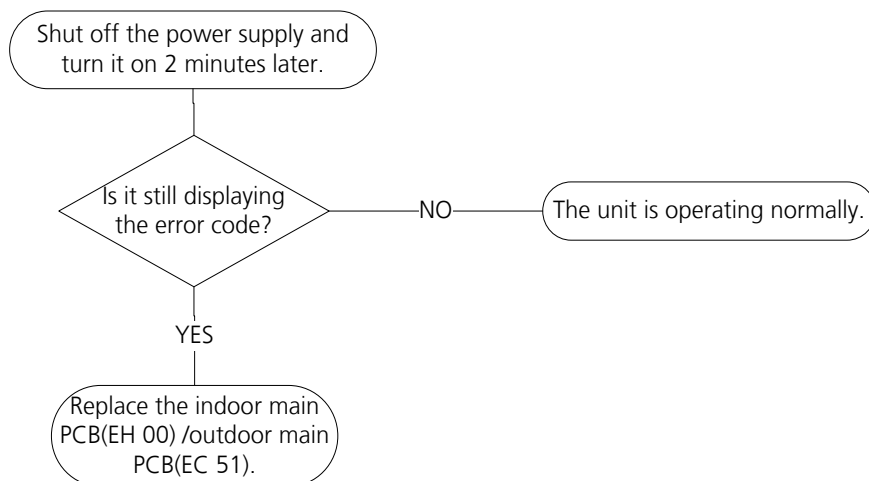 Shut off the power supply and
turn it on 2 minutes later.
Is it still displaying
the error code?
NO
The unit is operating normally.
YES
Replace the indoor main
PCB(EH 00) /outdoor main
PCB(EC 51).